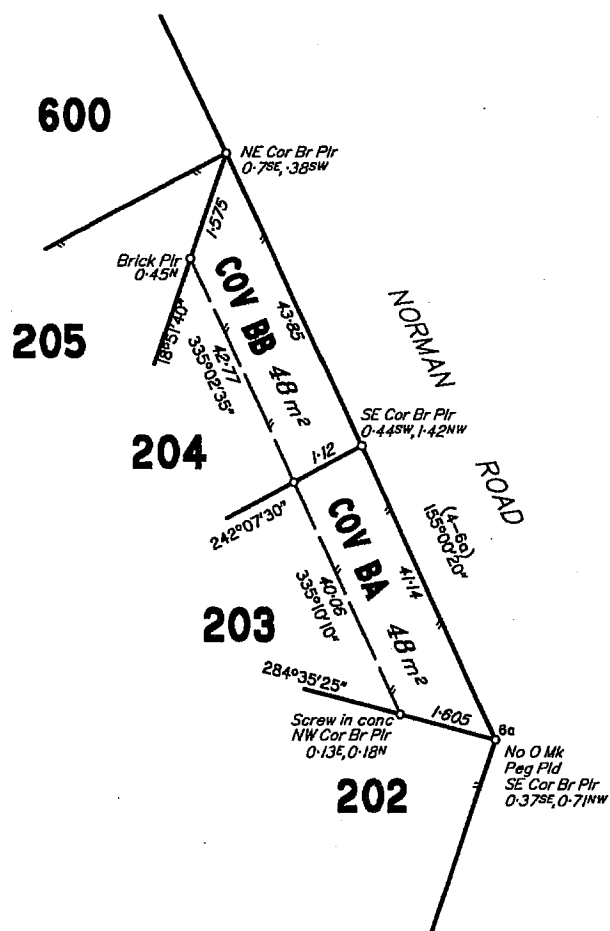 600
NE Cor Br Plr
0·7SE, ·38SW
1·575
Brick Plr
0·45N
COV BB
48 m²
43·85
NORMAN
ROAD
205
18°51'40"
42·77
335°02'35"
SE Cor Br Plr
0·44SW, 1·42NW
204
1·12
242°07'30"
(4-6a)
155°00'20"
COV BA
48 m²
41·14
40·06
335°10'10"
203
284°35'25"
1·605
Screw in conc
NW Cor Br Plr
0·13E, 0·18N
6a
No O Mk
Peg Pld
SE Cor Br Plr
0·37SE, 0·71NW
202